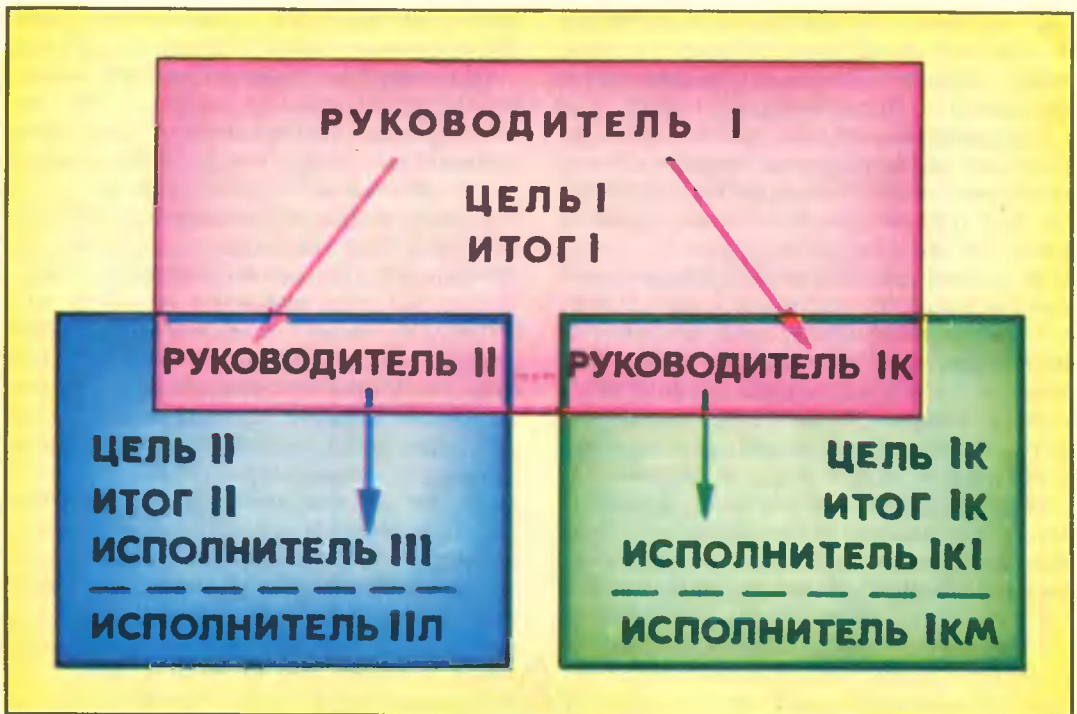 РУКОВОДИТЕЛЬ I
ЦЕЛЬ I
ИТОГ I
РУКОВОДИТЕЛЬ II
РУКОВОДИТЕЛЬ IК
ЦЕЛЬ II
ИТОГ II
ИСПОЛНИТЕЛЬ III
ИСПОЛНИТЕЛЬ IIЛ
ЦЕЛЬ IК
ИТОГ IК
ИСПОЛНИТЕЛЬ IКI
ИСПОЛНИТЕЛЬ IКМ